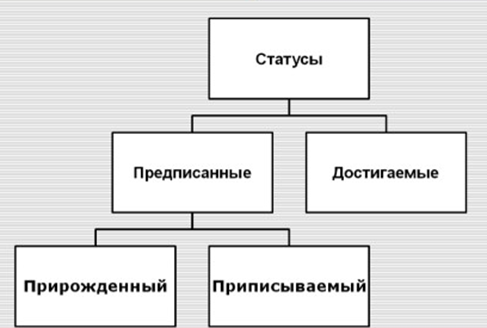 Статусы
Предписанные
Достигаемые
Прирожденный
Приписываемый